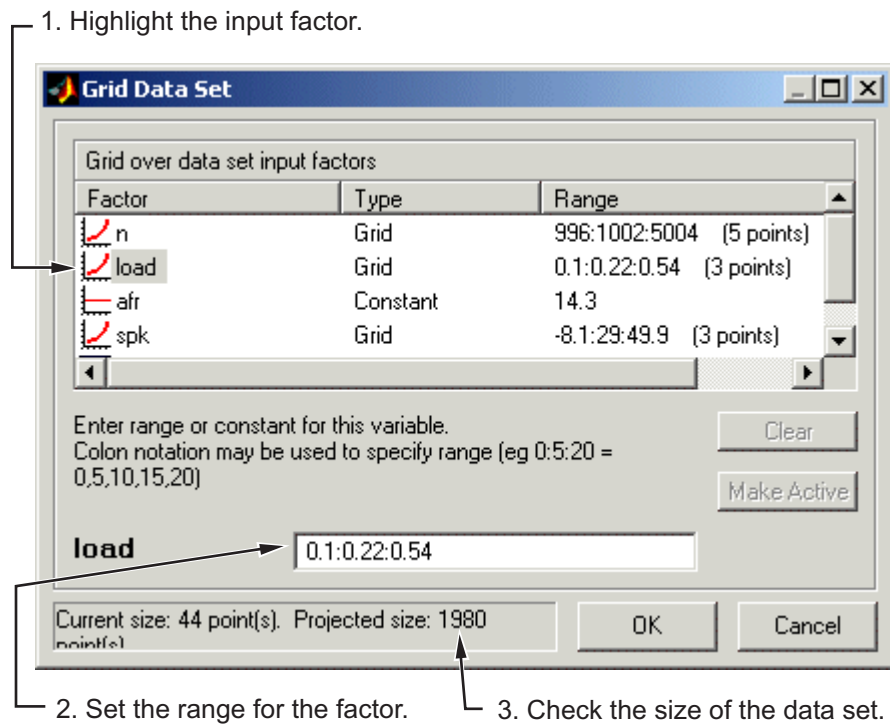 1. Highlight the input factor.
Grid Data Set
Grid over data set input factors
Factor Type Range
n Grid 996:1002:5004 (5 points)
load Grid 0.1:0.22:0.54 (3 points)
afr Constant 14.3
spk Grid -8.1:29:49.9 (3 points)
Enter range or constant for this variable.
Colon notation may be used to specify range (eg 0:5:20 =
0,5,10,15,20)
Clear
Make Active
load 0.1:0.22:0.54
Current size: 44 point(s). Projected size: 1980
point(s)
OK
Cancel
2. Set the range for the factor.
3. Check the size of the data set.